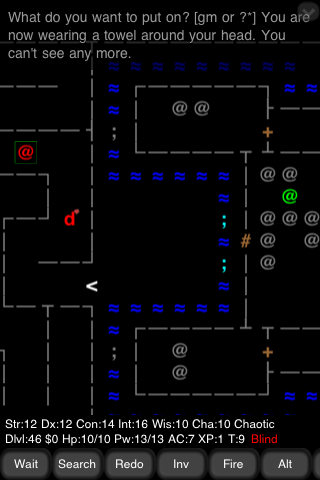 What do you want to put on? [gm or ?*] You are
now wearing a towel around your head. You
can't see any more.
Str:12 Dx:12 Con:14 Int:16 Wis:10 Cha:10 Chaotic
Dlvl:46 $0 Hp:10/10 Pw:13/13 AC:7 XP:1 T:9 Blind
Wait Search Redo Inv Fire Alt